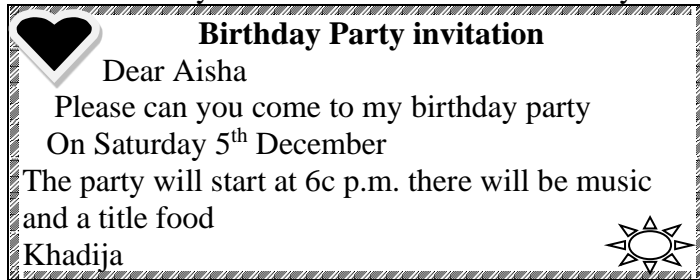 Birthday Party invitation
Dear Aisha
Please can you come to my birthday party
On Saturday 5th December
The party will start at 6c p.m. there will be music
and a title food
Khadija